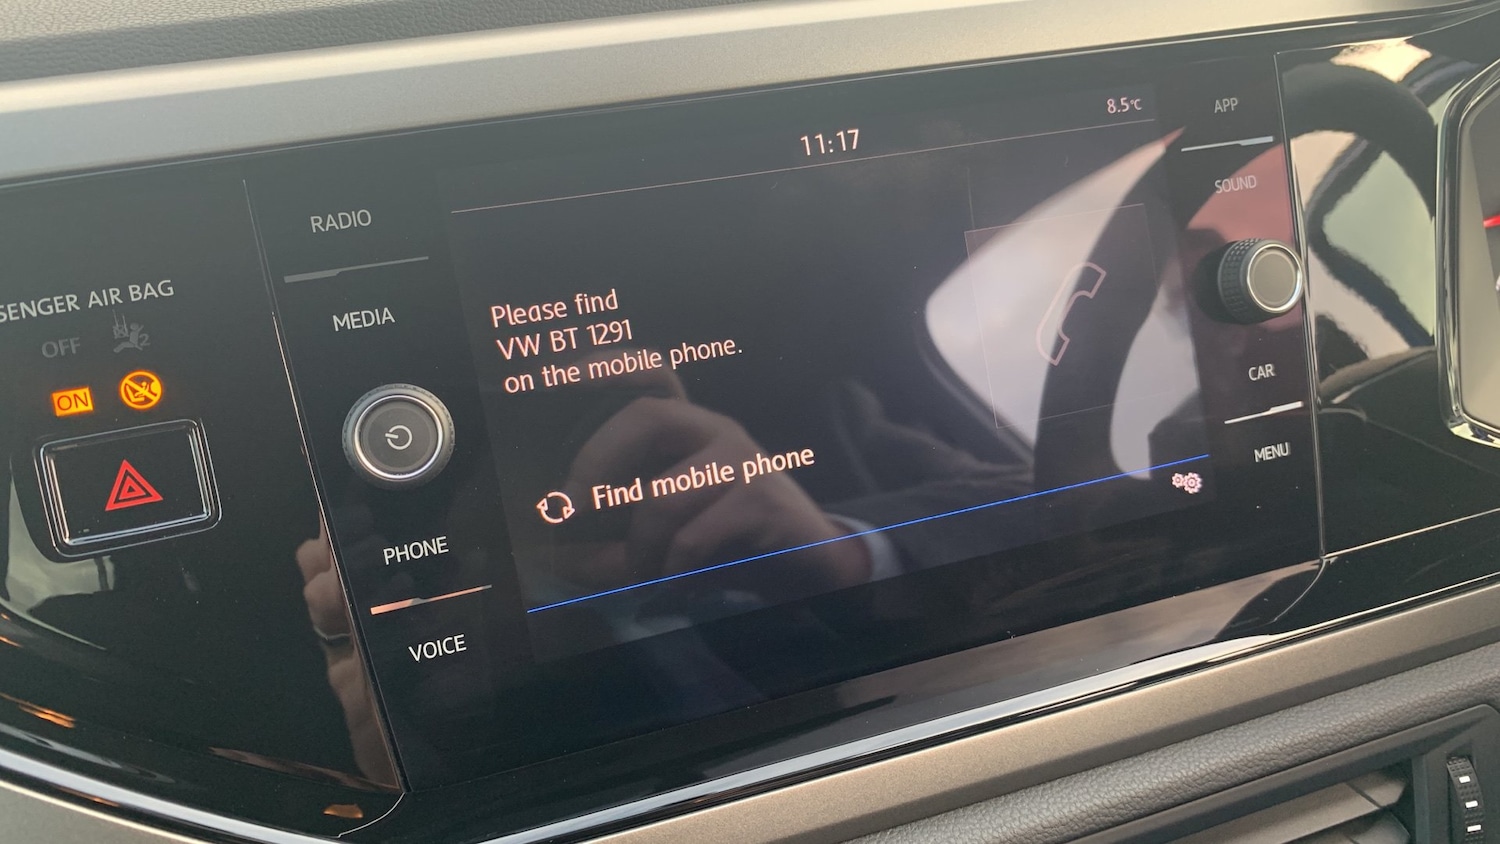 SENGER AIR BAG
OFF
ON
RADIO
MEDIA
PHONE
VOICE
11:17
8.5°C
Please find
VW BT 1291
on the mobile phone.
Find mobile phone
APP
SOUND
CAR
MENU